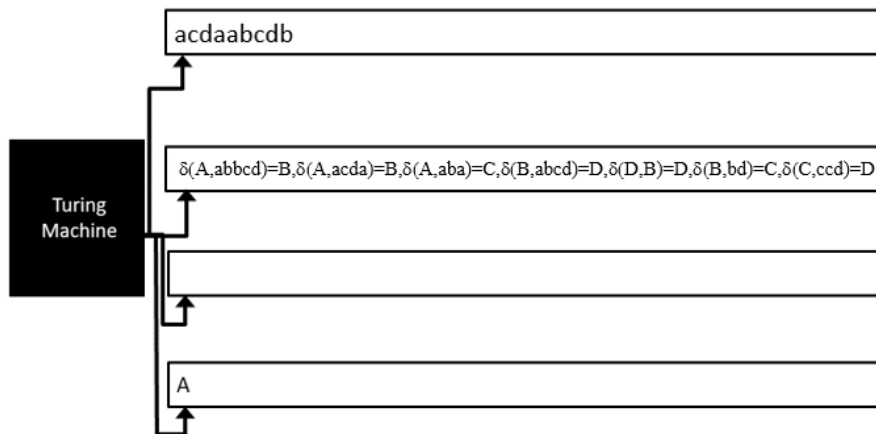 acdaabcdb
δ(A,abbcd)=B,δ(A,acda)=B,δ(A,aba)=C,δ(B,abcd)=D,δ(D,B)=D,δ(B,bd)=C,δ(C,ccd)=D
Turing
Machine
A